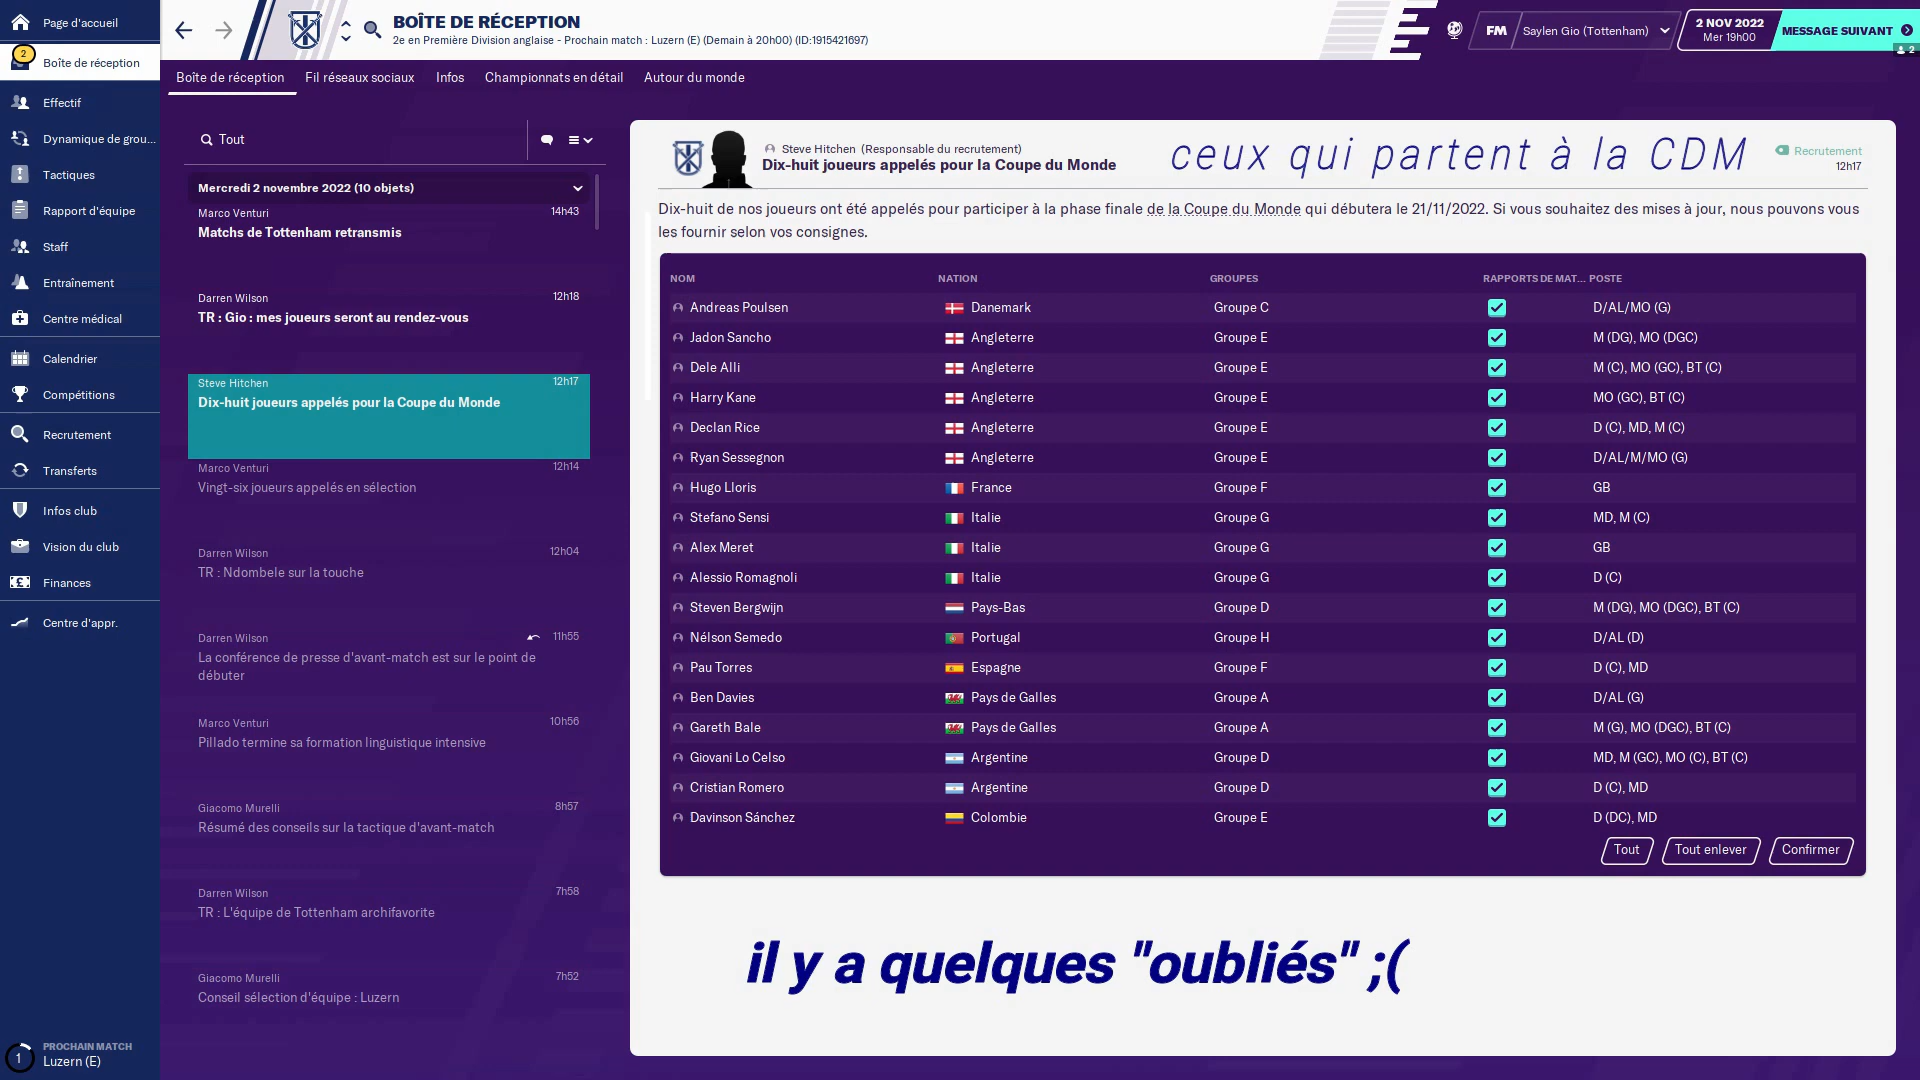 Page d'accueil
2
Boîte de réception
Effectif
Dynamique de grou...
Tactiques
Rapport d'équipe
Staff
Entraînement
Centre médical
Calendrier
Compétitions
Recrutement
Transferts
Infos club
Vision du club
Finances
Centre d'appr.
1
PROCHAIN MATCH
Luzern (E)
BOÎTE DE RÉCEPTION
2e en Première Division anglaise - Prochain match : Luzern (E) (Demain à 20h00) (ID:1915421697)
FM
Saylen Gio (Tottenham)
2 NOV 2022
Mer 19h00
MESSAGE SUIVANT
2
Boîte de réception
Fil réseaux sociaux
Infos
Championnats en détail
Autour du monde
Tout
Mercredi 2 novembre 2022 (10 objets)
Marco Venturi 14h43
Matchs de Tottenham retransmis
Darren Wilson 12h18
TR : Gio : mes joueurs seront au rendez-vous
Steve Hitchen 12h17
Dix-huit joueurs appelés pour la Coupe du Monde
Marco Venturi 12h14
Vingt-six joueurs appelés en sélection
Darren Wilson 12h04
TR : Ndombele sur la touche
Darren Wilson 11h55
La conférence de presse d'avant-match est sur le point de
débuter
Marco Venturi 10h56
Pillado termine sa formation linguistique intensive
Giacomo Murelli 8h57
Résumé des conseils sur la tactique d'avant-match
Darren Wilson 7h58
TR : L'équipe de Tottenham archifavorite
Giacomo Murelli 7h52
Conseil sélection d'équipe : Luzern
Steve Hitchen (Responsable du recrutement)
Dix-huit joueurs appelés pour la Coupe du Monde
ceux qui partent à la CDM
Recrutement
12h17
Dix-huit de nos joueurs ont été appelés pour participer à la phase finale de la Coupe du Monde qui débutera le 21/11/2022. Si vous souhaitez des mises à jour, nous pouvons vous
les fournir selon vos consignes.
NOM NATION GROUPES RAPPORTS DE MAT... POSTE
Andreas Poulsen Danemark Groupe C D/AL/MO (G)
Jadon Sancho Angleterre Groupe E M (DG), MO (DGC)
Dele Alli Angleterre Groupe E M (C), MO (GC), BT (C)
Harry Kane Angleterre Groupe E MO (GC), BT (C)
Declan Rice Angleterre Groupe E D (C), MD, M (C)
Ryan Sessegnon Angleterre Groupe E D/AL/M/MO (G)
Hugo Lloris France Groupe F GB
Stefano Sensi Italie Groupe G MD, M (C)
Alex Meret Italie Groupe G GB
Alessio Romagnoli Italie Groupe G D (C)
Steven Bergwijn Pays-Bas Groupe D M (DG), MO (DGC), BT (C)
Nélson Semedo Portugal Groupe H D/AL (D)
Pau Torres Espagne Groupe F D (C), MD
Ben Davies Pays de Galles Groupe A D/AL (G)
Gareth Bale Pays de Galles Groupe A M (G), MO (DGC), BT (C)
Giovani Lo Celso Argentine Groupe D MD, M (GC), MO (C), BT (C)
Cristian Romero Argentine Groupe D D (C), MD
Davinson Sánchez Colombie Groupe E D (DC), MD
Tout
Tout enlever
Confirmer
il y a quelques "oubliés" ;(